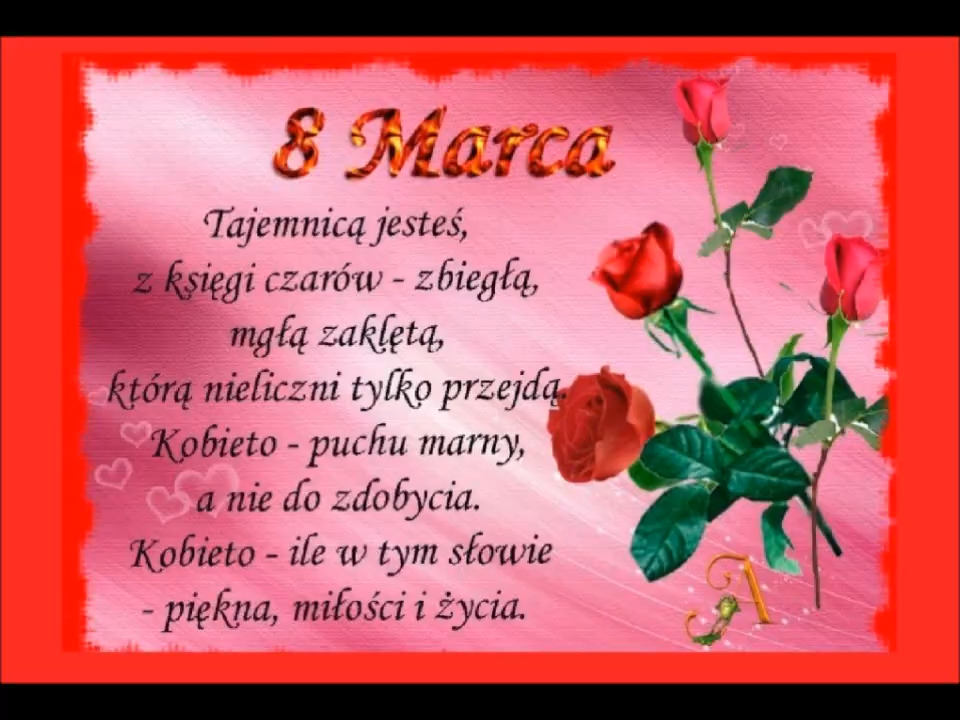 8 Marca
Tajemnicą jesteś,
z księgi czarów - zbiegłą,
mgłą zaklętą,
którą nieliczni tylko przejdą.
Kobieto - puchu marny,
a nie do zdobycia.
Kobieto - ile w tym słowie
- piękna, miłości i życia.
A